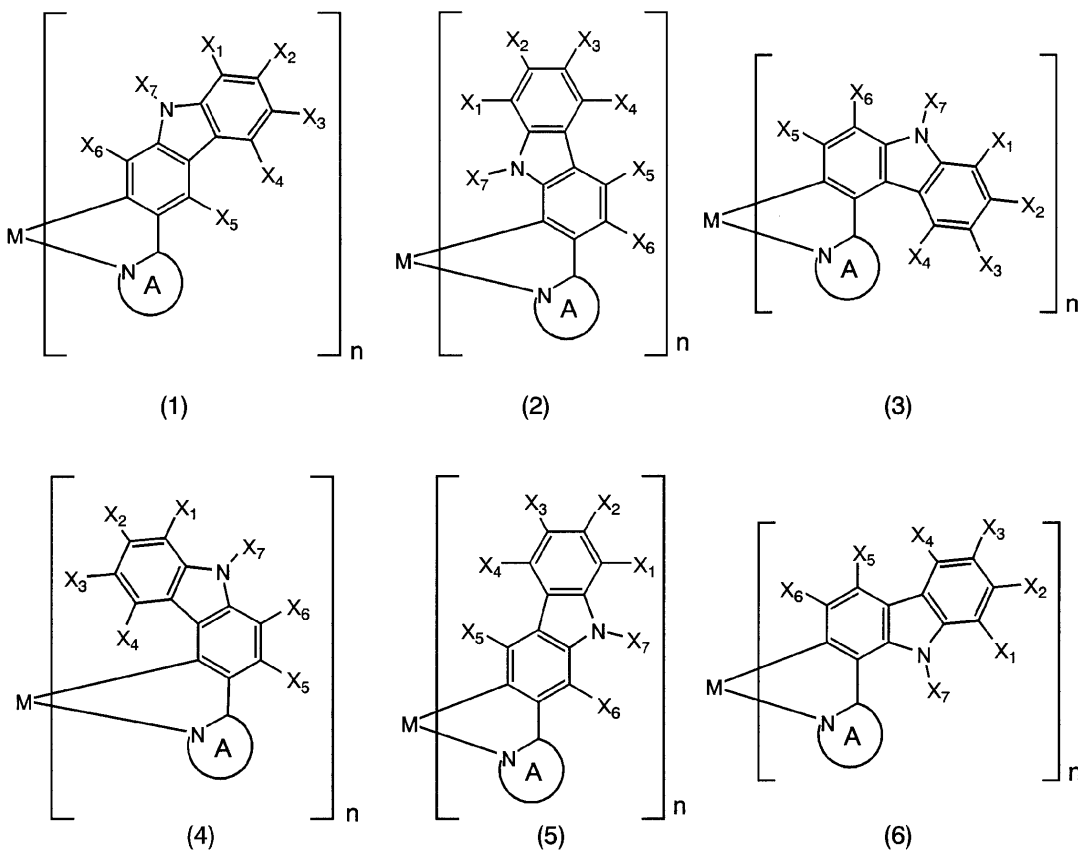 X₁ X₂
X₇
N
X₃
X₆
X₄
X₅
M
N
A
n
(1)
X₂ X₃
X₁ X₄
N
X₇
X₅
X₆
M
N
A
n
(2)
X₆ X₇
X₅ N
X₁
X₂
M
N
A
X₄
X₃
n
(3)
X₂ X₁
X₇
X₃ N
X₆
X₄
X₅
M
N
A
n
(4)
X₃ X₂
X₄ X₁
X₅
N
X₇
X₆
M
N
A
n
(5)
X₄ X₃
X₅
X₆ X₂
N
X₁
M
X₇
N
A
n
(6)